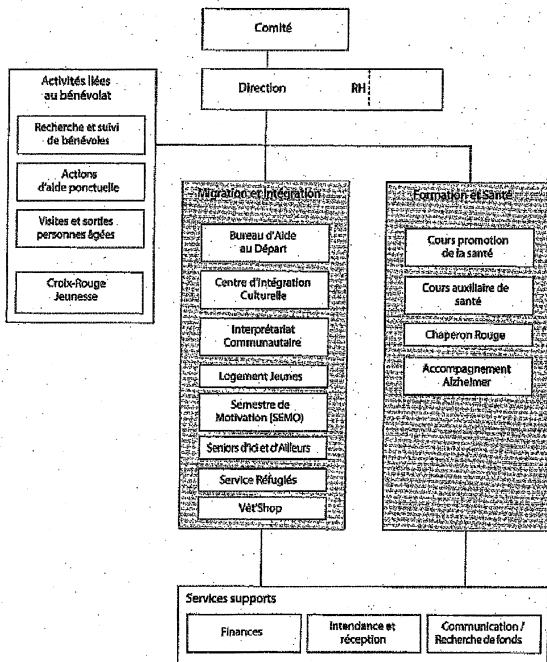 Comité
Direction
RH
Activités liées
au bénévolat
Recherche et suivi
de bénévoles
Actions
d'aide ponctuelle
Visites et sorties
personnes âgées
Croix-Rouge
Jeunesse
Migration et Intégration
Bureau d'Aide
au Départ
Centre d'Intégration
Culturelle
Interprétariat
Communautaire
Logement Jeunes
Semestre de
Motivation (SEMO)
Seniors d'ici et d'Ailleurs
Service Réfugiés
Vêt'Shop
Formation et Santé
Cours promotion
de la santé
Cours auxiliaire de
santé
Chaperon Rouge
Accompagnement
Alzheimer
Services supports
Finances
Intendance et
réception
Communication /
Recherche de fonds